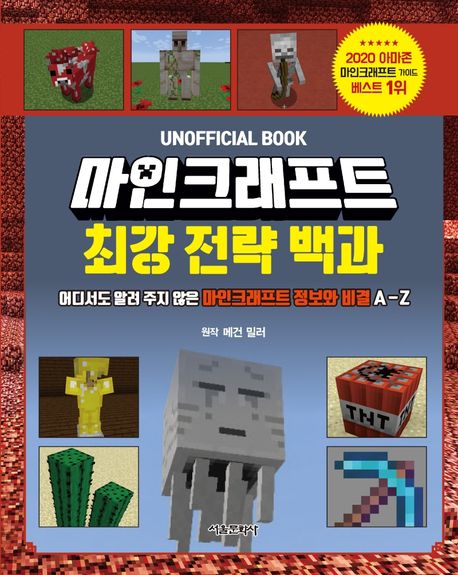 ★★★★★
2020 아마존
마인크래프트 가이드
베스트 1위
UNOFFICIAL BOOK
마인크래프트
최강 전략 백과
어디서도 알려 주지 않은 마인크래프트 정보와 비결 A-Z
원작 메건 밀러
TNT
서울문화사